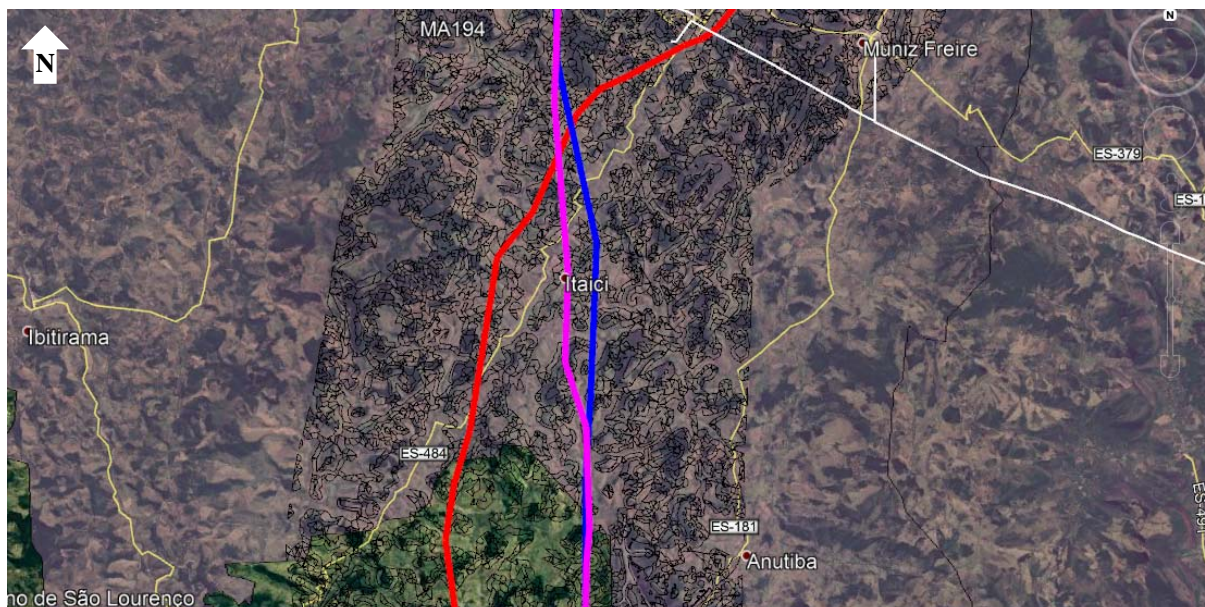 N
MA194
N
Muniz Freire
ES-379
ES-1
Itaici
Ibitirama
ES-484
ES-491
ES-181
Anutiba
no de São Lourenço